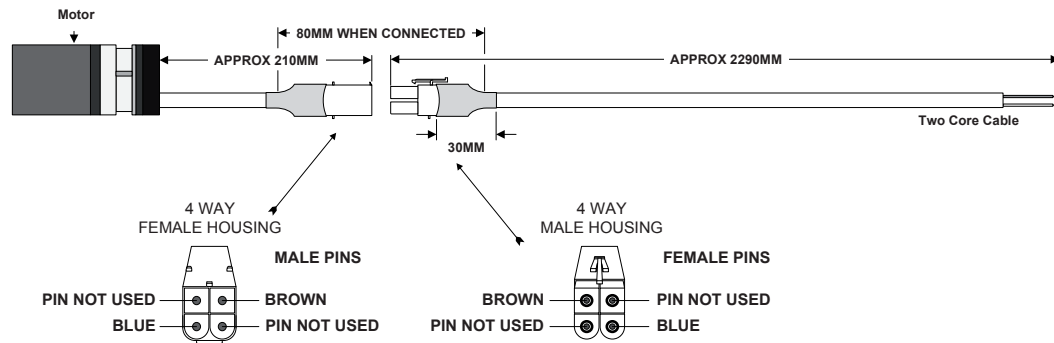 Motor
80MM WHEN CONNECTED
APPROX 210MM
APPROX 2290MM
Two Core Cable
30MM
4 WAY
FEMALE HOUSING
MALE PINS
PIN NOT USED
BROWN
BLUE
PIN NOT USED
4 WAY
MALE HOUSING
FEMALE PINS
BROWN
PIN NOT USED
PIN NOT USED
BLUE